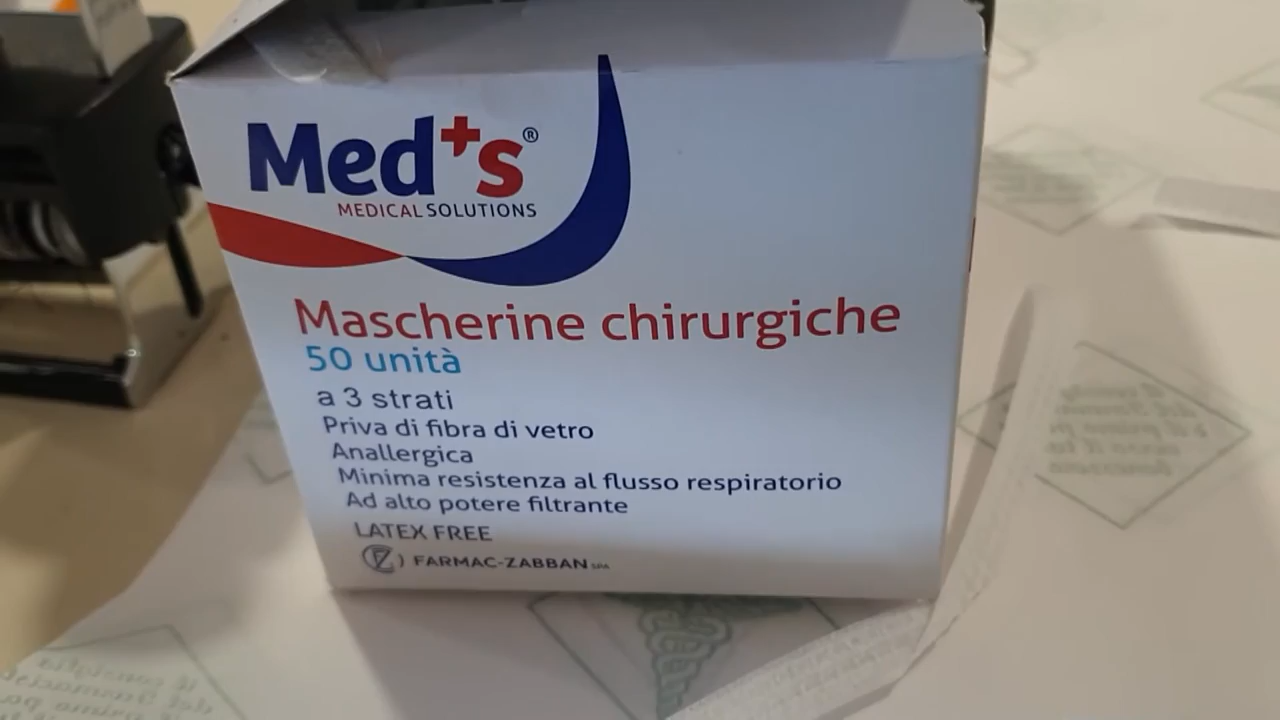 Med+s®
MEDICAL SOLUTIONS
Mascherine chirurgiche
50 unità
a 3 strati
Priva di fibra di vetro
Anallergica
Minima resistenza al flusso respiratorio
Ad alto potere filtrante
LATEX FREE
FARMAC-ZABBAN SPA